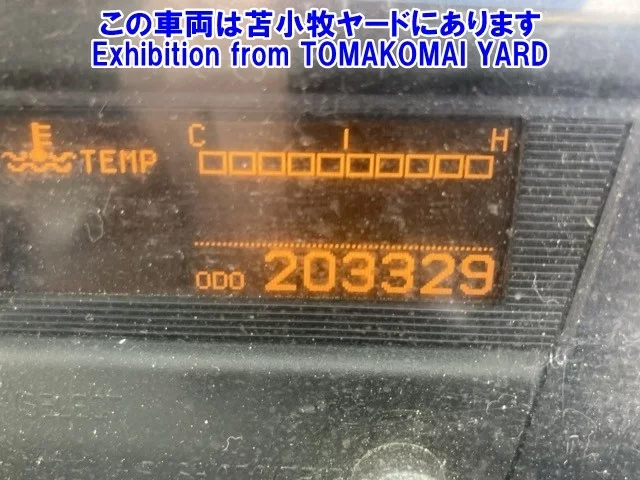 この車両は苫小牧ヤードにあります
Exhibition from TOMAKOMAI YARD
C H
TEMP
ODO 203329
SELECT